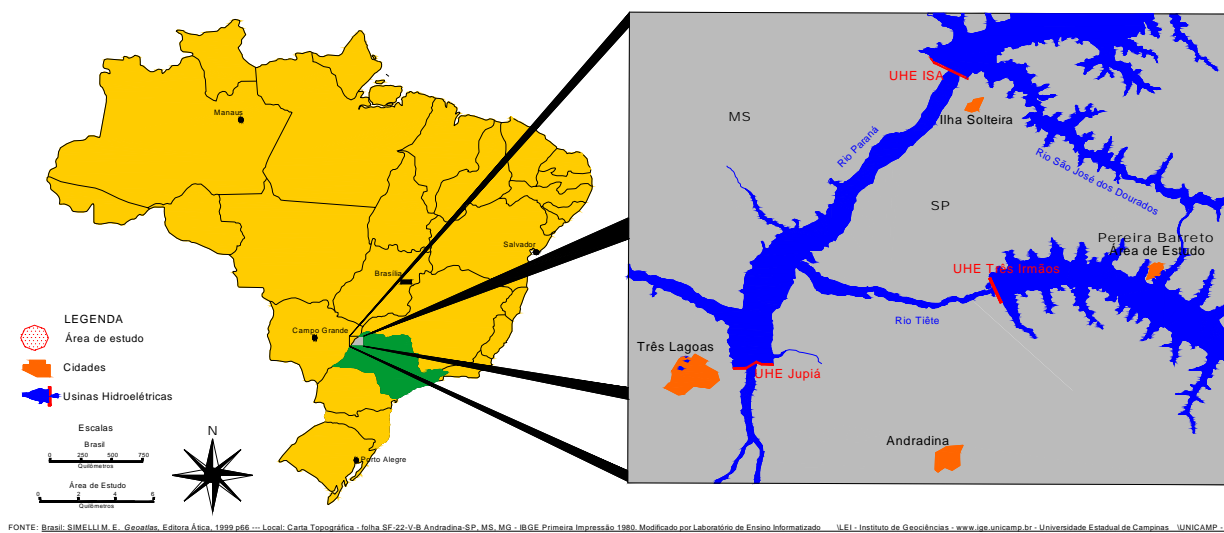 Manaus
Salvador
Brasília
Campo Grande
Porto Alegre
LEGENDA
Área de estudo
Cidades
Usinas Hidroelétricas
Escalas
Brasil
0 250 500 750
Quilômetros
Área de Estudo
0 2 4 6
Quilômetros
N
UHE ISA
Ilha Solteira
MS
Rio Paraná
Rio São José dos Dourados
SP
Pereira Barreto
Área de Estudo
UHE Três Irmãos
Rio Tiête
Três Lagoas
UHE Jupiá
Andradina
FONTE: Brasil: SIMELLI M. E. Geoatlas, Editora Ática, 1999 p66 --- Local: Carta Topográfica - folha SF-22-V-B Andradina-SP, MS, MG - IBGE Primeira Impressão 1980. Modificado por Laboratório de Ensino Informatizado \LEI - Instituto de Geociências - www.ige.unicamp.br - Universidade Estadual de Campinas \UNICAMP -